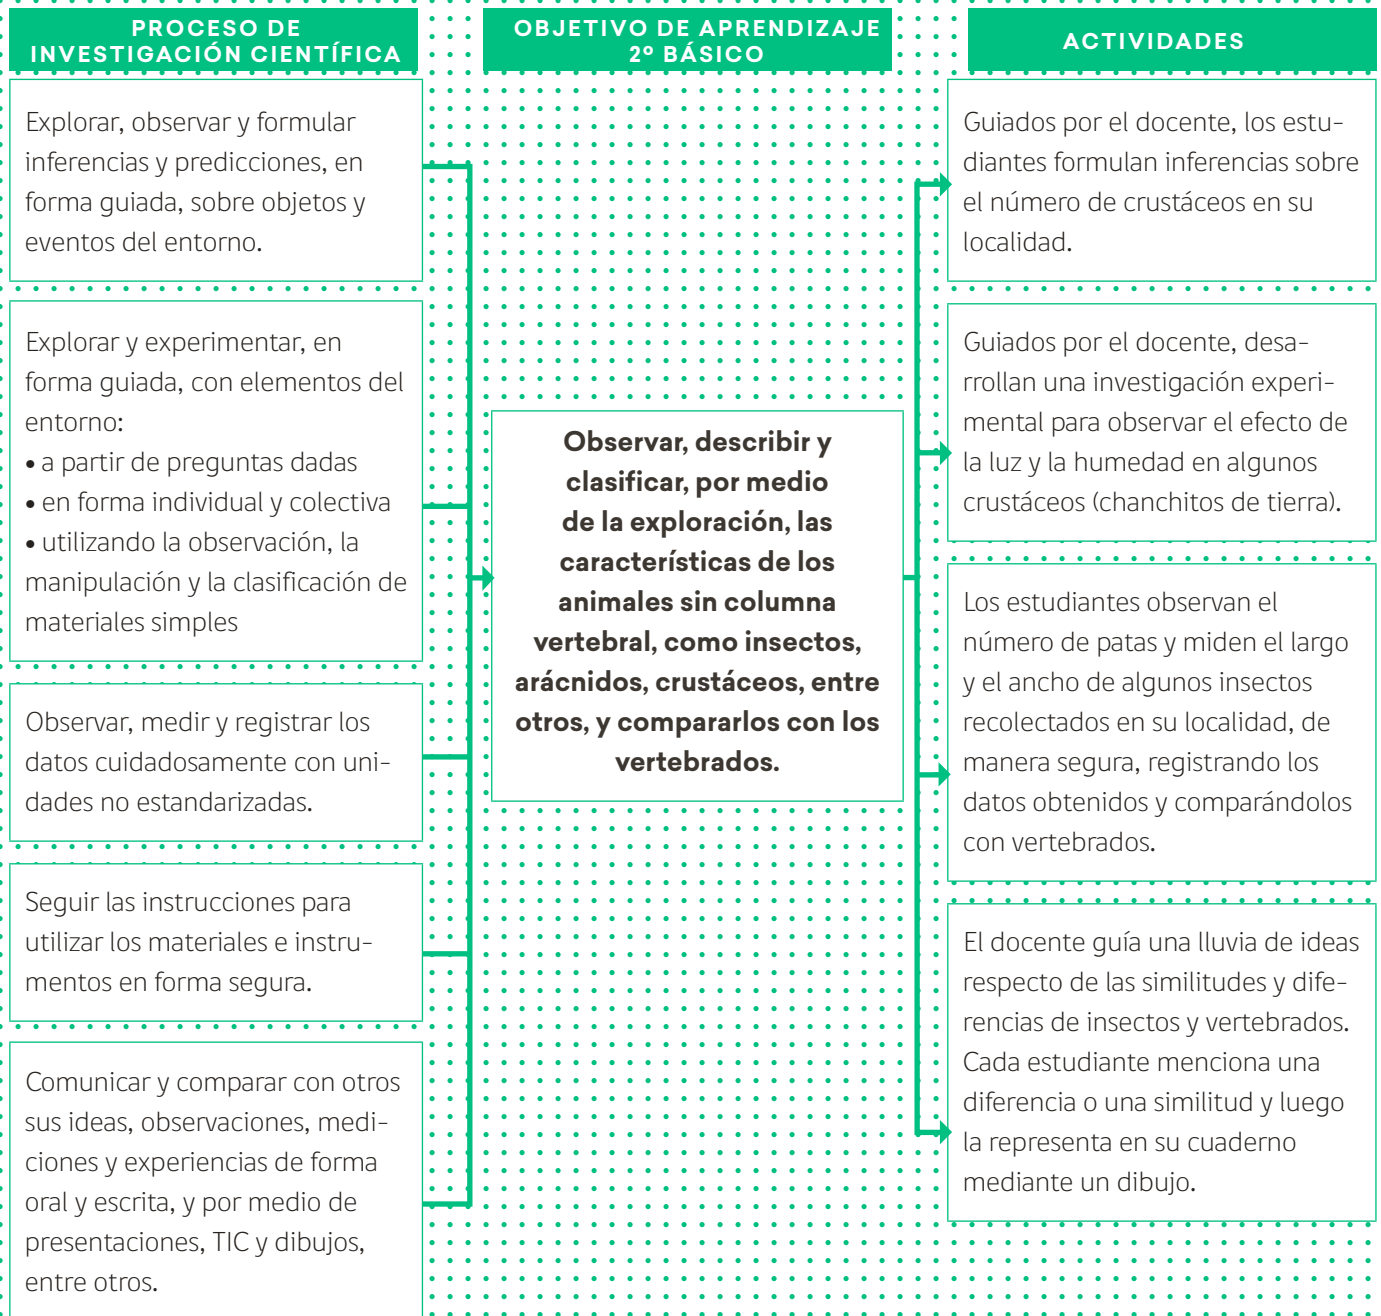 PROCESO DE
INVESTIGACIÓN CIENTÍFICA
Explorar, observar y formular
inferencias y predicciones, en
forma guiada, sobre objetos y
eventos del entorno.
Explorar y experimentar, en
forma guiada, con elementos del
entorno:
• a partir de preguntas dadas
• en forma individual y colectiva
• utilizando la observación, la
manipulación y la clasificación de
materiales simples
Observar, medir y registrar los
datos cuidadosamente con uni-
dades no estandarizadas.
Seguir las instrucciones para
utilizar los materiales e instru-
mentos en forma segura.
Comunicar y comparar con otros
sus ideas, observaciones, medi-
ciones y experiencias de forma
oral y escrita, y por medio de
presentaciones, TIC y dibujos,
entre otros.
OBJETIVO DE APRENDIZAJE
2º BÁSICO
Observar, describir y
clasificar, por medio
de la exploración, las
características de los
animales sin columna
vertebral, como insectos,
arácnidos, crustáceos, entre
otros, y compararlos con los
vertebrados.
ACTIVIDADES
Guiados por el docente, los estu-
diantes formulan inferencias sobre
el número de crustáceos en su
localidad.
Guiados por el docente, desa-
rrollan una investigación experi-
mental para observar el efecto de
la luz y la humedad en algunos
crustáceos (chanchitos de tierra).
Los estudiantes observan el
número de patas y miden el largo
y el ancho de algunos insectos
recolectados en su localidad, de
manera segura, registrando los
datos obtenidos y comparándolos
con vertebrados.
El docente guía una lluvia de ideas
respecto de las similitudes y dife-
rencias de insectos y vertebrados.
Cada estudiante menciona una
diferencia o una similitud y luego
la representa en su cuaderno
mediante un dibujo.